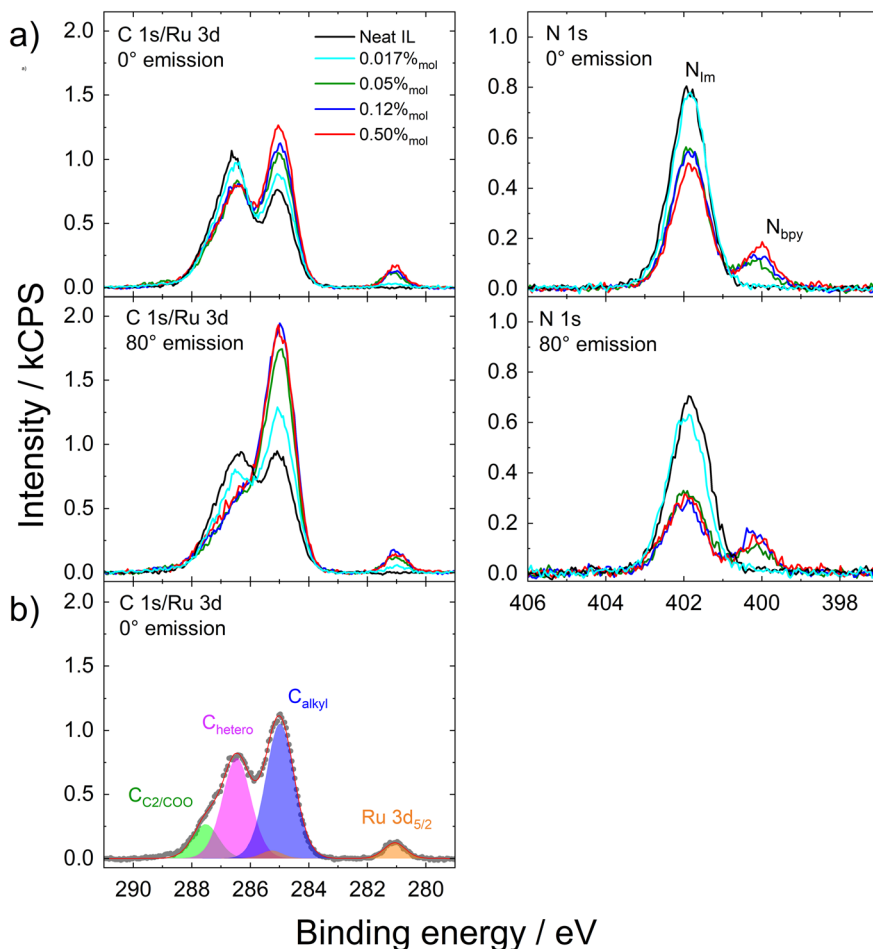 a)
a)
C 1s/Ru 3d
0° emission
Neat IL
0.017%mol
0.05%mol
0.12%mol
0.50%mol
2.0
1.5
1.0
0.5
0.0
N 1s
0° emission
NIm
Nbpy
1.0
0.8
0.6
0.4
0.2
0.0
Intensity / kCPS
C 1s/Ru 3d
80° emission
2.0
1.5
1.0
0.5
0.0
N 1s
80° emission
1.0
0.8
0.6
0.4
0.2
0.0
406 404 402 400 398
b)
C 1s/Ru 3d
0° emission
2.0
1.5
1.0
0.5
0.0
Calkyl
Chetero
CC2/COO
Ru 3d5/2
290 288 286 284 282 280
Binding energy / eV